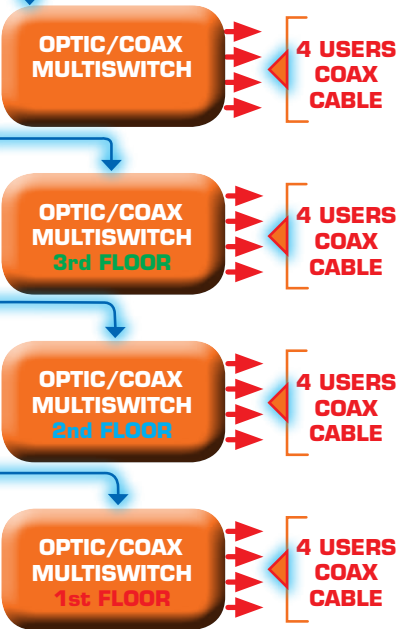 OPTIC/COAX
MULTISWITCH
4 USERS
COAX
CABLE
OPTIC/COAX
MULTISWITCH
3rd FLOOR
4 USERS
COAX
CABLE
OPTIC/COAX
MULTISWITCH
2nd FLOOR
4 USERS
COAX
CABLE
OPTIC/COAX
MULTISWITCH
1st FLOOR
4 USERS
COAX
CABLE